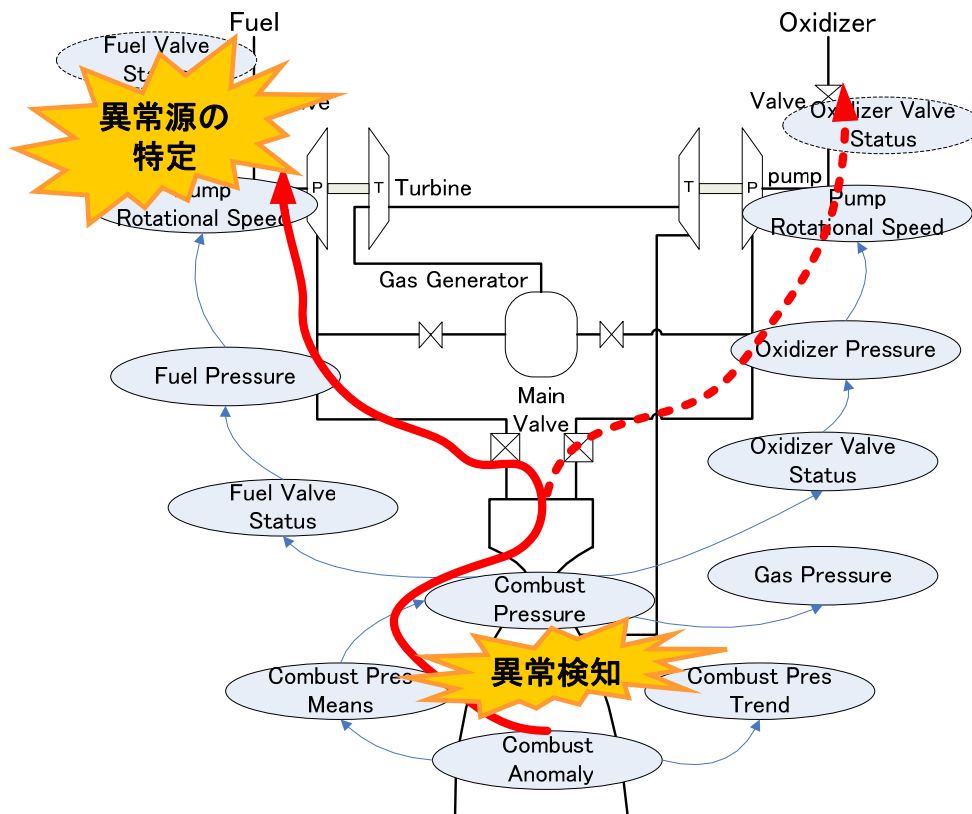 Fuel
Oxidizer
Fuel Valve
異常源の
特定
Valve
Oxidizer Valve
Status
P
T
Turbine
T
P
pump
Rotational Speed
Pump
Rotational Speed
Gas Generator
Fuel Pressure
Oxidizer Pressure
Main
Valve
Oxidizer Valve
Status
Fuel Valve
Status
Combust
Pressure
Gas Pressure
異常検知
Combust Pres
Means
Combust Pres
Trend
Combust
Anomaly